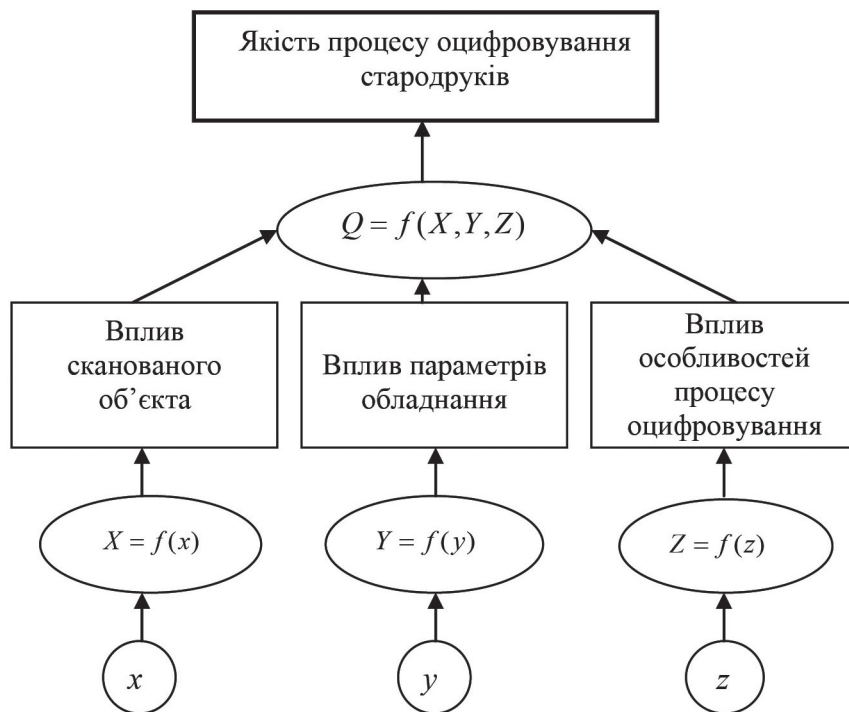 Якість процесу оцифровування
стародруків
Q = f(X,Y,Z)
Вплив
сканованого
об’єкта
Вплив параметрів
обладнання
Вплив
особливостей
процесу
оцифровування
X = f(x)
Y = f(y)
Z = f(z)
x
y
z